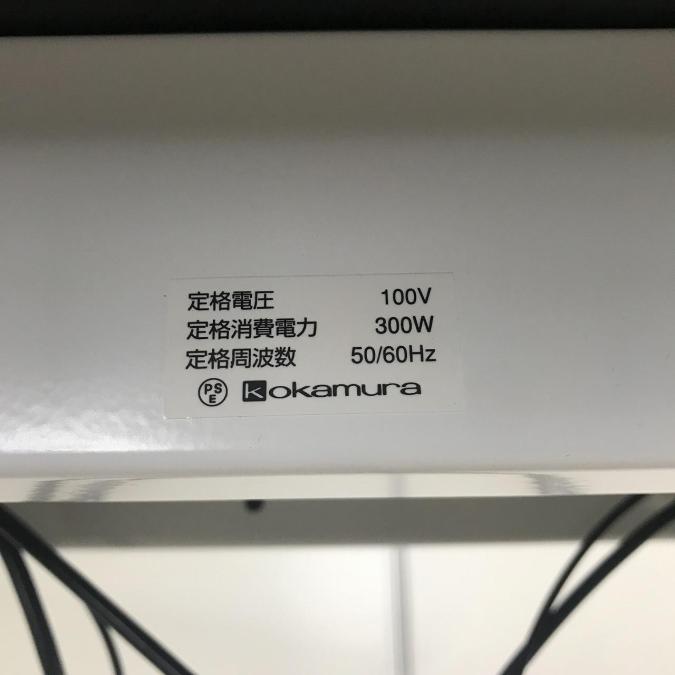 定格電圧 100V
定格消費電力 300W
定格周波数 50/60Hz
PSE kokamura